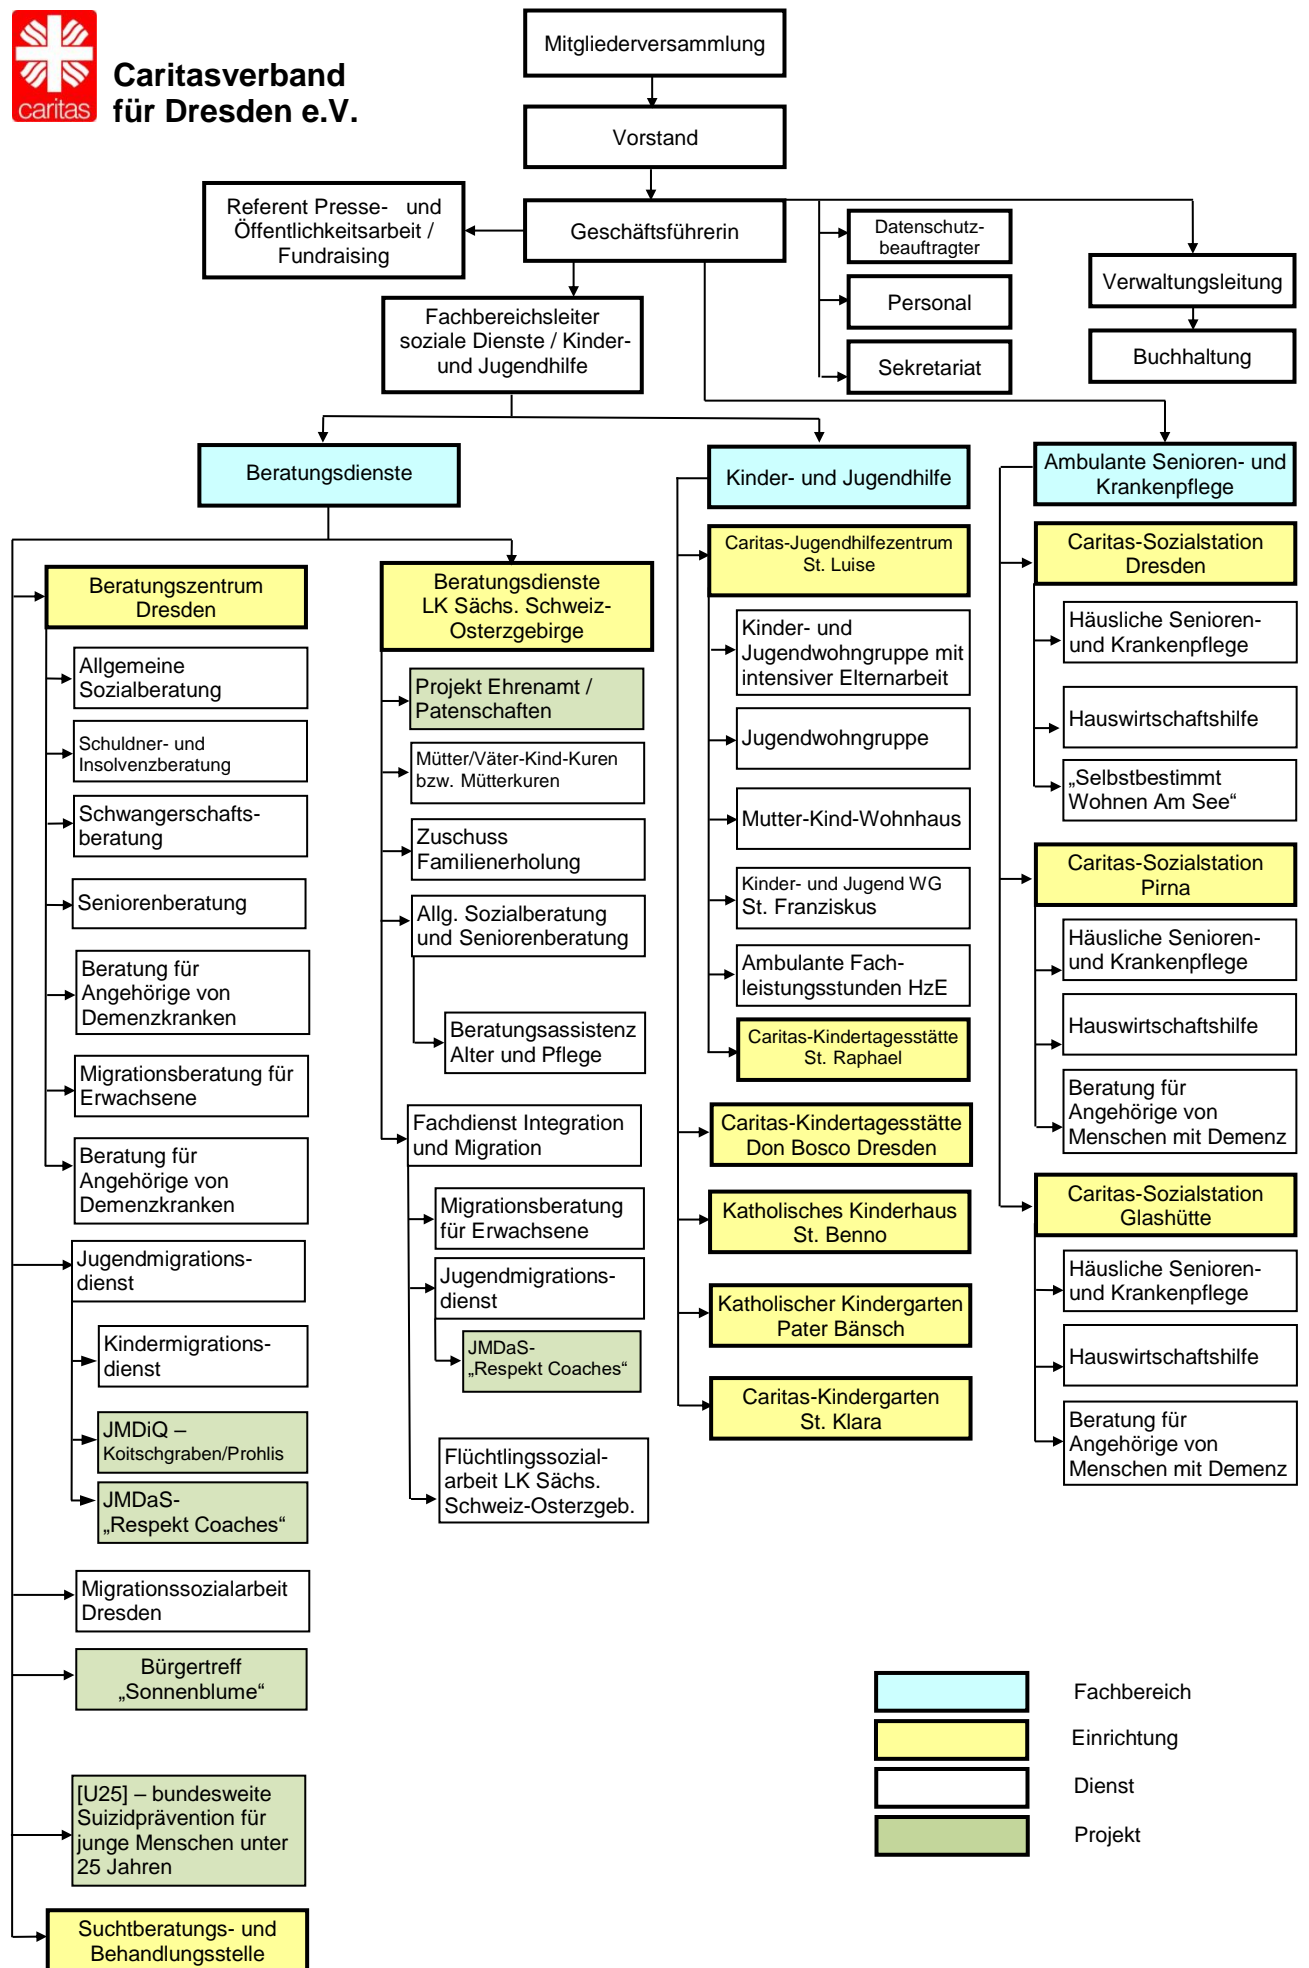 caritas
Caritasverband
für Dresden e.V.
Mitgliederversammlung
Vorstand
Referent Presse- und
Öffentlichkeitsarbeit /
Fundraising
Geschäftsführerin
Datenschutz-
beauftragter
Personal
Sekretariat
Verwaltungsleitung
Buchhaltung
Fachbereichsleiter
soziale Dienste / Kinder-
und Jugendhilfe
Beratungsdienste
Kinder- und Jugendhilfe
Ambulante Senioren- und
Krankenpflege
Beratungszentrum
Dresden
Allgemeine
Sozialberatung
Schuldner- und
Insolvenzberatung
Schwangerschafts-
beratung
Seniorenberatung
Beratung für
Angehörige von
Demenzkranken
Migrationsberatung für
Erwachsene
Beratung für
Angehörige von
Demenzkranken
Jugendmigrations-
dienst
Kindermigrations-
dienst
JMDiQ –
Koitschgraben/Prohlis
JMDaS-
„Respekt Coaches“
Migrationssozialarbeit
Dresden
Bürgertreff
„Sonnenblume“
[U25] – bundesweite
Suizidprävention für
junge Menschen unter
25 Jahren
Suchtberatungs- und
Behandlungsstelle
Beratungsdienste
LK Sächs. Schweiz-
Osterzgebirge
Projekt Ehrenamt /
Patenschaften
Mütter/Väter-Kind-Kuren
bzw. Mütterkuren
Zuschuss
Familienerholung
Allg. Sozialberatung
und Seniorenberatung
Beratungsassistenz
Alter und Pflege
Fachdienst Integration
und Migration
Migrationsberatung
für Erwachsene
Jugendmigrations-
dienst
JMDaS-
„Respekt Coaches“
Flüchtlingssozial-
arbeit LK Sächs.
Schweiz-Osterzgeb.
Caritas-Jugendhilfezentrum
St. Luise
Kinder- und
Jugendwohngruppe mit
intensiver Elternarbeit
Jugendwohngruppe
Mutter-Kind-Wohnhaus
Kinder- und Jugend WG
St. Franziskus
Ambulante Fach-
leistungsstunden HzE
Caritas-Kindertagesstätte
St. Raphael
Caritas-Kindertagesstätte
Don Bosco Dresden
Katholisches Kinderhaus
St. Benno
Katholischer Kindergarten
Pater Bänsch
Caritas-Kindergarten
St. Klara
Caritas-Sozialstation
Dresden
Häusliche Senioren-
und Krankenpflege
Hauswirtschaftshilfe
„Selbstbestimmt
Wohnen Am See“
Caritas-Sozialstation
Pirna
Häusliche Senioren-
und Krankenpflege
Hauswirtschaftshilfe
Beratung für
Angehörige von
Menschen mit Demenz
Caritas-Sozialstation
Glashütte
Häusliche Senioren-
und Krankenpflege
Hauswirtschaftshilfe
Beratung für
Angehörige von
Menschen mit Demenz
Fachbereich
Einrichtung
Dienst
Projekt